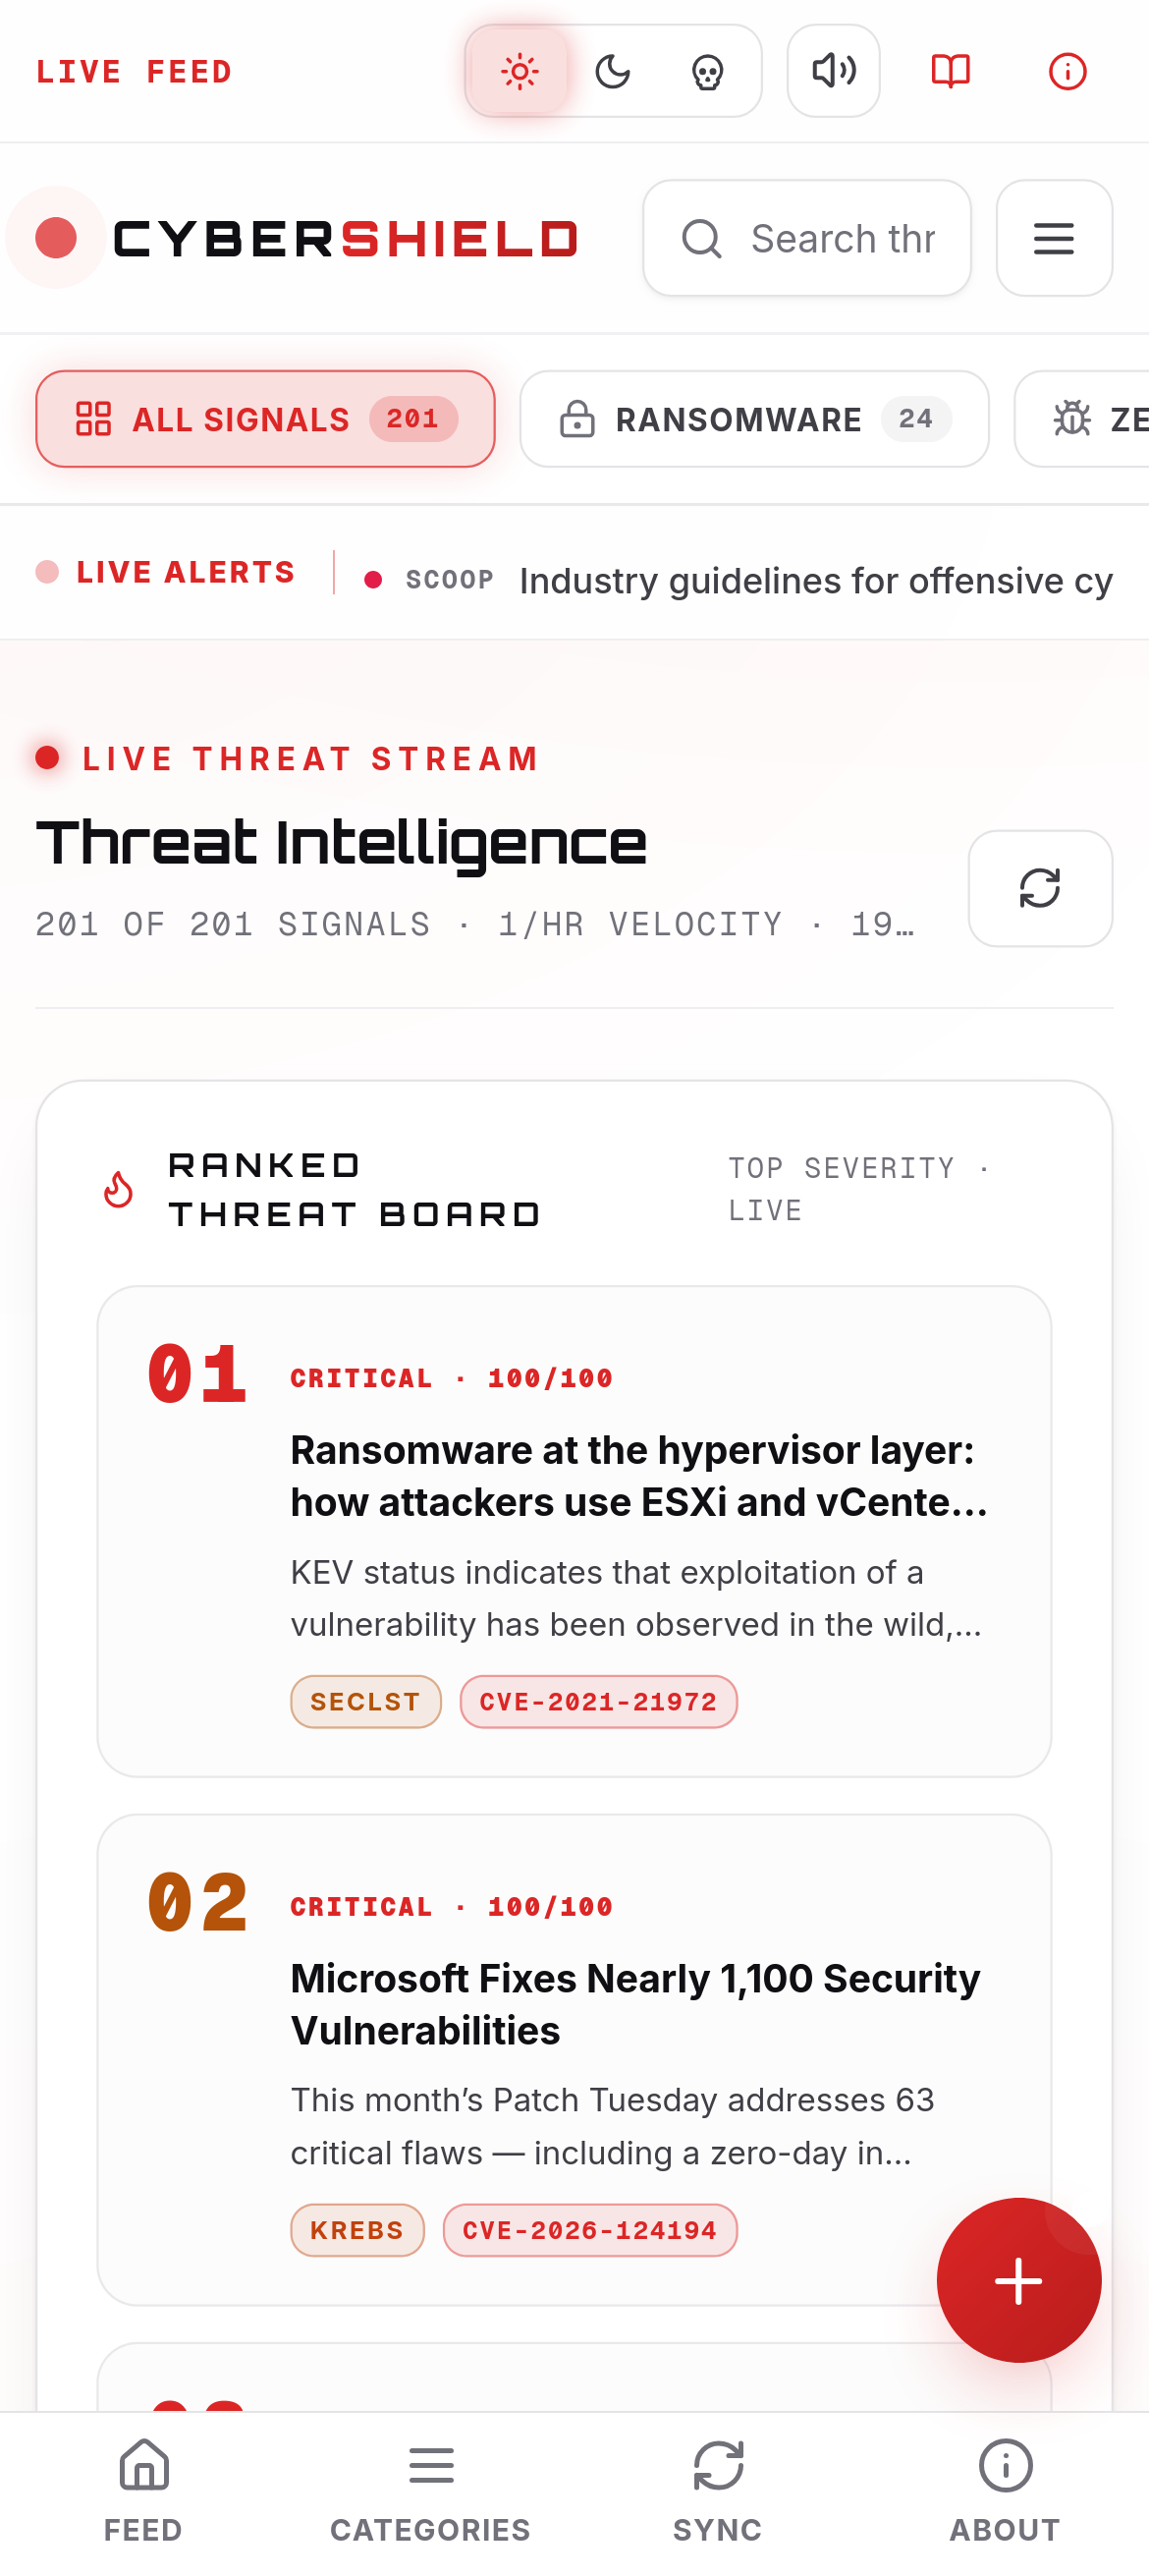 LIVE FEED
CYBERSHIELD
Search thr
ALL SIGNALS 201
RANSOMWARE 24
ZE
LIVE ALERTS
SCOOP Industry guidelines for offensive cy
LIVE THREAT STREAM
Threat Intelligence
201 OF 201 SIGNALS · 1/HR VELOCITY · 19…
RANKED
THREAT BOARD
TOP SEVERITY ·
LIVE
01
CRITICAL · 100/100
Ransomware at the hypervisor layer:
how attackers use ESXi and vCente…
KEV status indicates that exploitation of a
vulnerability has been observed in the wild,…
SECLST CVE-2021-21972
02
CRITICAL · 100/100
Microsoft Fixes Nearly 1,100 Security
Vulnerabilities
This month’s Patch Tuesday addresses 63
critical flaws — including a zero-day in…
KREBS CVE-2026-124194
FEED
CATEGORIES
SYNC
ABOUT